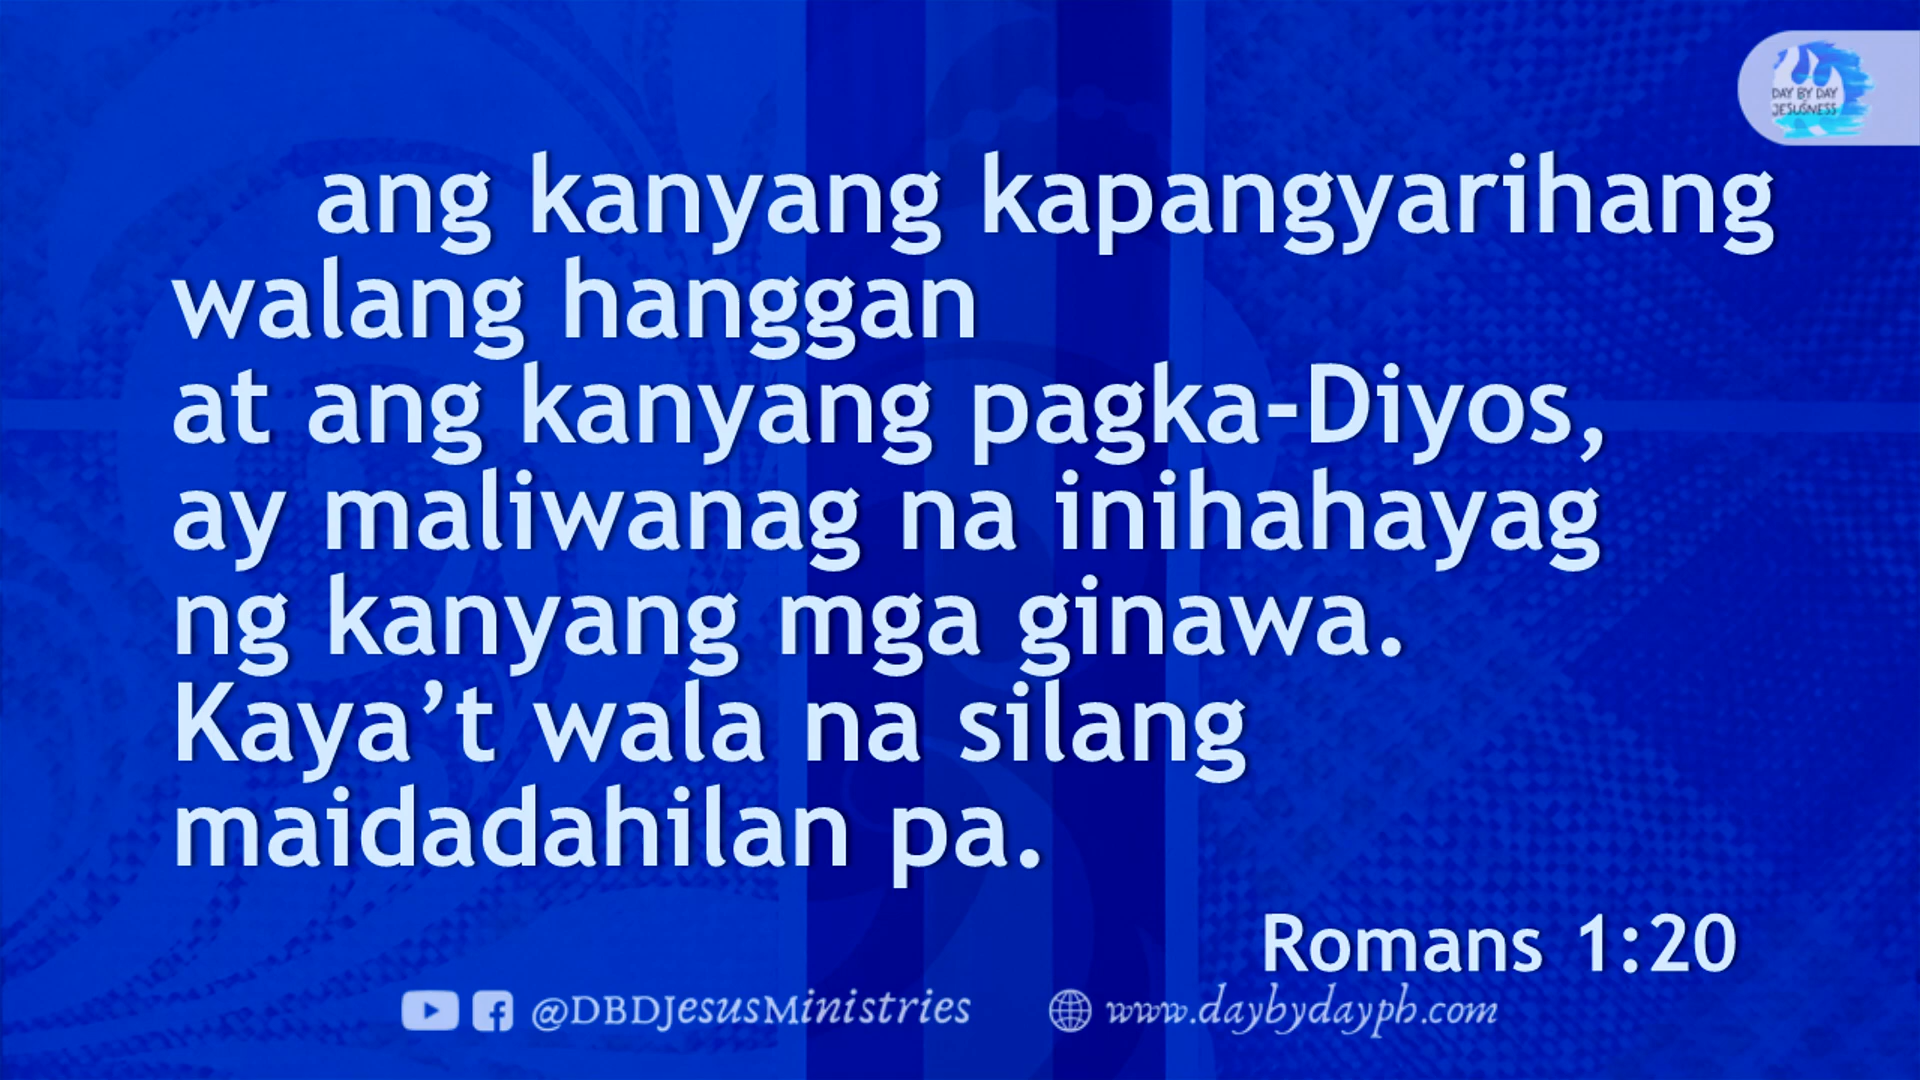 DAY BY DAY
JESUSNESS
ang kanyang kapangyarihang
walang hanggan
at ang kanyang pagka-Diyos,
ay maliwanag na inihahayag
ng kanyang mga ginawa.
Kaya’t wala na silang
maidadahilan pa.
Romans 1:20
@DBDJesusMinistries www.daybydayph.com